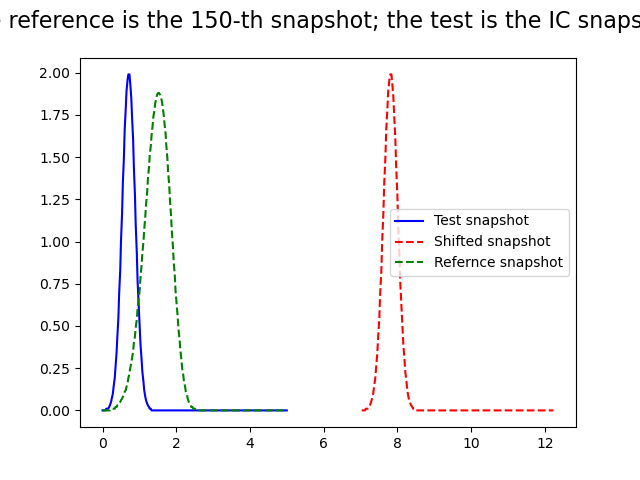 reference is the 150-th snapshot; the test is the IC snaps
2.00
1.75
1.50
1.25
1.00
0.75
0.50
0.25
0.00
Test snapshot
Shifted snapshot
Refernce snapshot
0 2 4 6 8 10 12